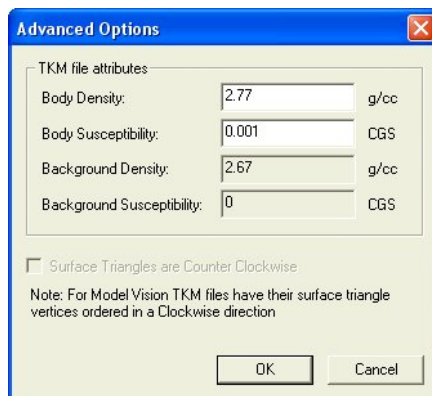 Advanced Options
TKM file attributes
Body Density: 2.77 g/cc
Body Susceptibility: 0.001 CGS
Background Density: 2.67 g/cc
Background Susceptibility: 0 CGS
Surface Triangles are Counter Clockwise
Note: For Model Vision TKM files have their surface triangle
vertices ordered in a Clockwise direction
OK Cancel